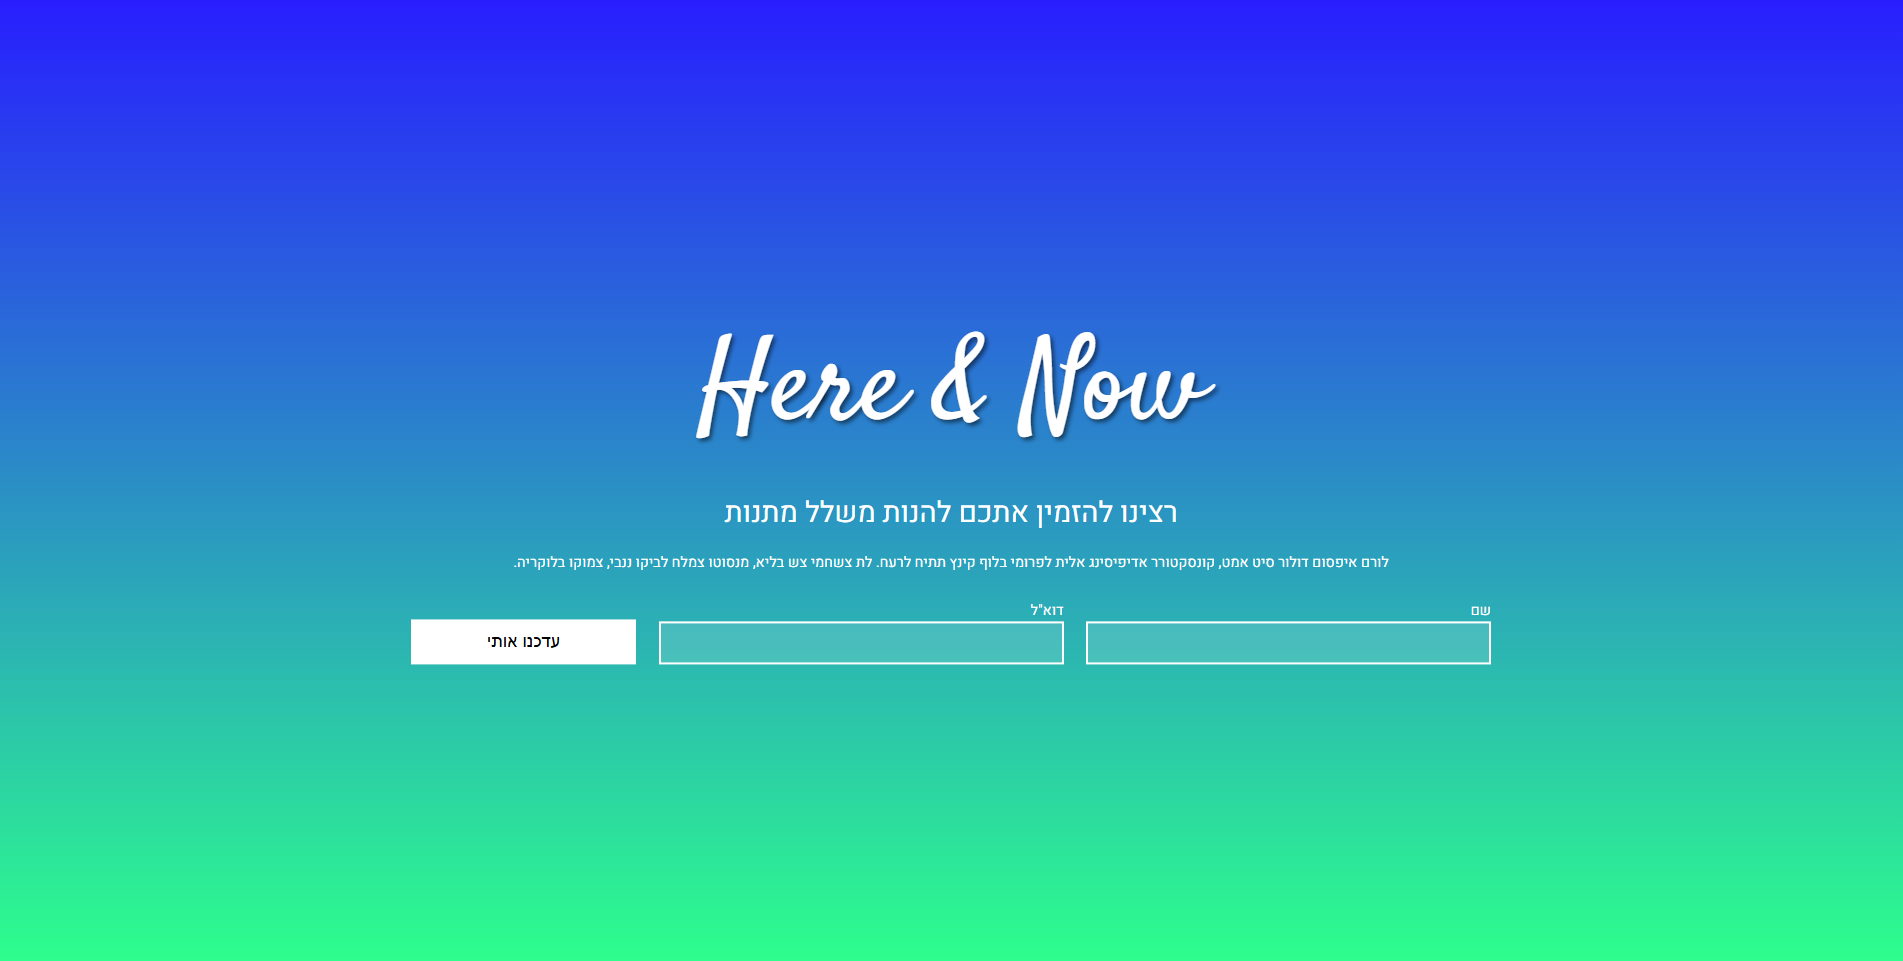 Here & Now
רצינו להזמין אתכם להנות משלל מתנות
לורם איפסום דולור סיט אמט, קונסקטורר אדיפיסינג אלית לפרומי בלוף קינץ תתיח לרעח. לת צשחמי צש בליא, מנסוטו צמלח לביקו ננבי, צמוקו בלוקריה.
שם
דוא"ל
עדכנו אותי